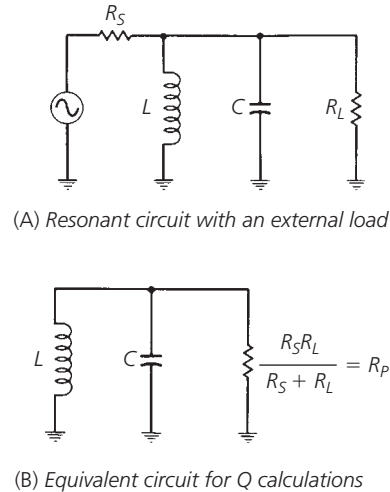 R_S
L
C
R_L
(A) Resonant circuit with an external load
L
C
R_S R_L / R_S + R_L = R_P
(B) Equivalent circuit for Q calculations